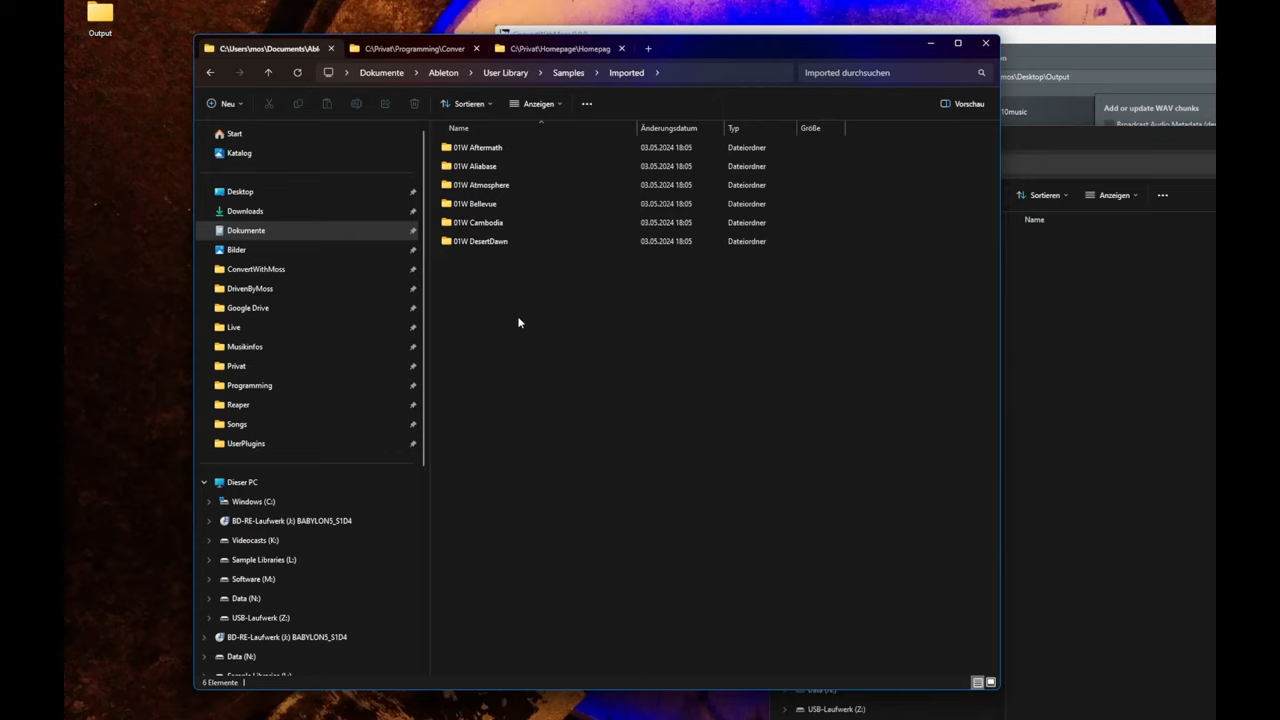 Output
C:\Users\mos\Documents\Abl
C:\Privat\Programming\Conver
C:\Privat\Homepage\Homepag
Dokumente
Ableton
User Library
Samples
Imported
Imported durchsuchen
Neu
Sortieren
Anzeigen
Vorschau
Start
Katalog
Desktop
Downloads
Dokumente
Bilder
ConvertWithMoss
DrivenByMoss
Google Drive
Live
Musikinfos
Privat
Programming
Reaper
Songs
UserPlugins
Dieser PC
Windows (C:)
BD-RE-Laufwerk (J:) BABYLON5_S1D4
Videocasts (K:)
Sample Libraries (L:)
Software (M:)
Data (N:)
USB-Laufwerk (Z:)
BD-RE-Laufwerk (J:) BABYLON5_S1D4
Data (N:)
6 Elemente
Name Änderungsdatum Typ Größe
01W Aftermath 03.05.2024 18:05 Dateiordner
01W Aliabase 03.05.2024 18:05 Dateiordner
01W Atmosphere 03.05.2024 18:05 Dateiordner
01W Bellevue 03.05.2024 18:05 Dateiordner
01W Cambodia 03.05.2024 18:05 Dateiordner
01W DesertDawn 03.05.2024 18:05 Dateiordner
on
mos\Desktop\Output
10music
Add or update WAV chunks
Sortieren
Anzeigen
Name
USB-Laufwerk (Z:)